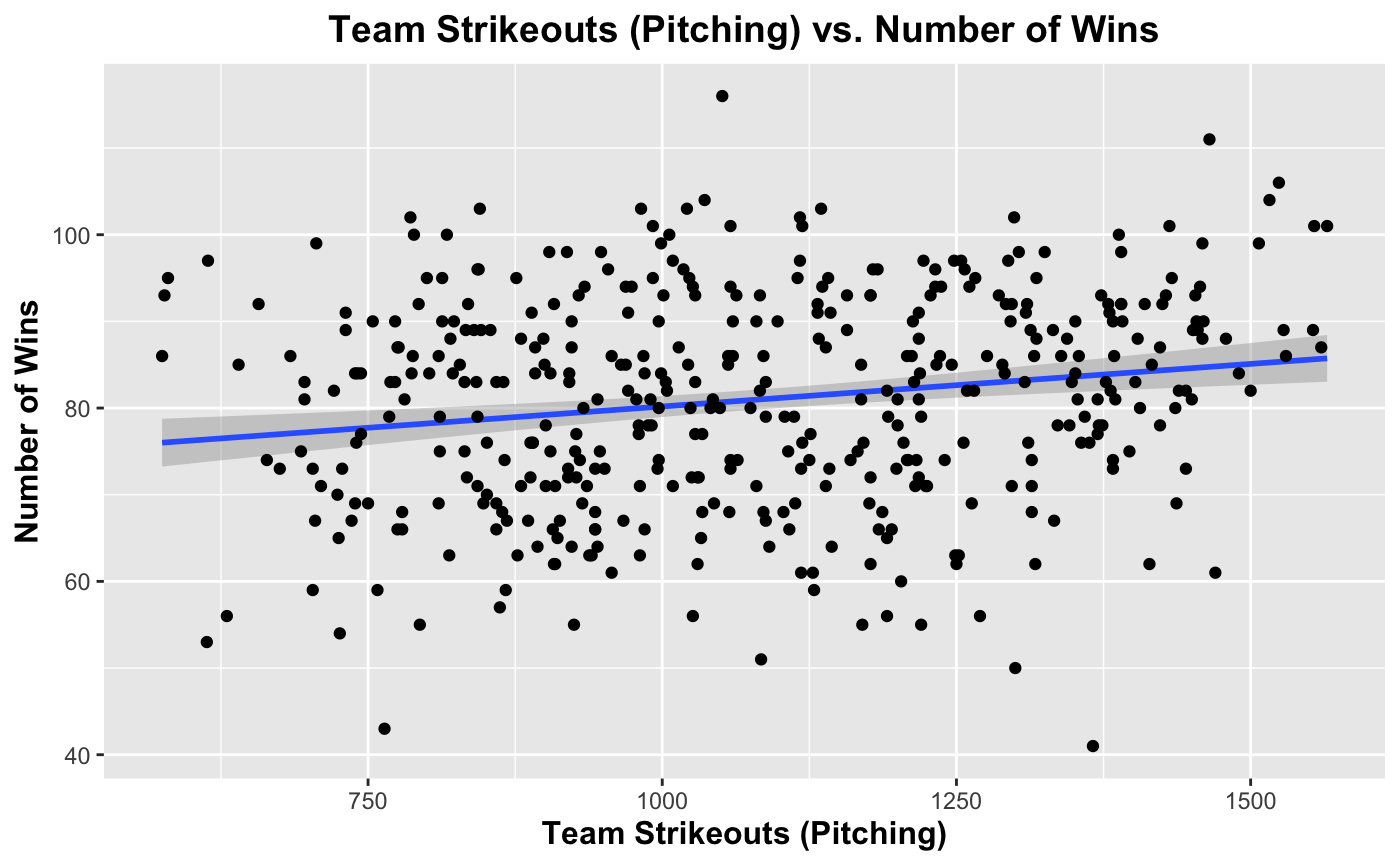 Team Strikeouts (Pitching) vs. Number of Wins
Number of Wins
100
80
60
40
750 1000 1250 1500
Team Strikeouts (Pitching)